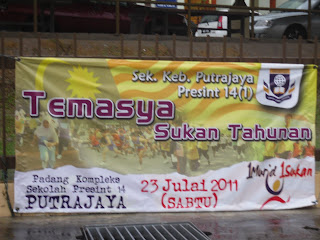 Sek. Keb. Putrajaya
Presint 14(1)
Temasya
Sukan Tahunan
Padang Kompleks
Sekolah Presint 14
PUTRAJAYA
23 Julai 2011
(SABTU)
1Murid 1Sukan